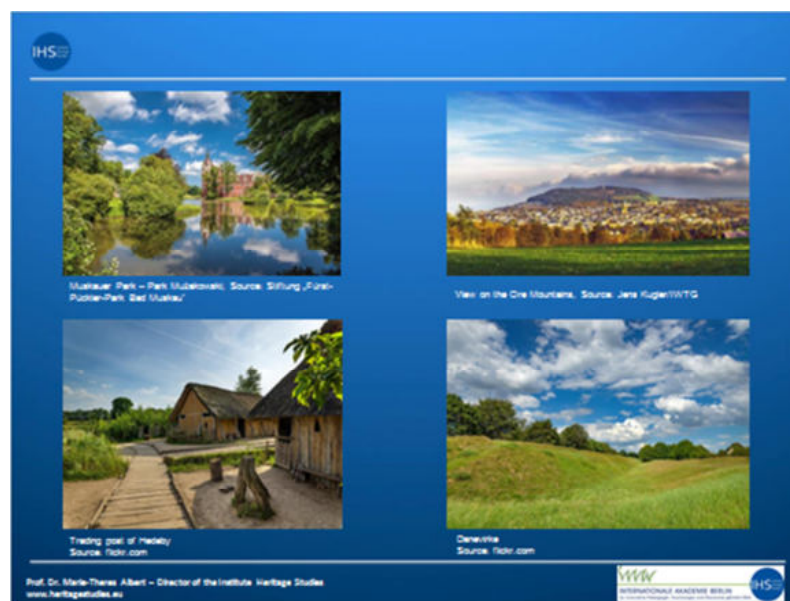 IHS
Muskauer Park – Park Mużakowski, Source: Stiftung „Fürst-
Pückler-Park Bad Muskau"
View on the Ore Mountains, Source: Jens Kugler/IWTG
Trading post of Hedeby
Source: flickr.com
Danevirke
Source: flickr.com
Prof. Dr. Marie-Theres Albert – Director of the Institute Heritage Studies
www.heritagestudies.eu
INTERNATIONALE AKADEMIE BERLIN
IHS